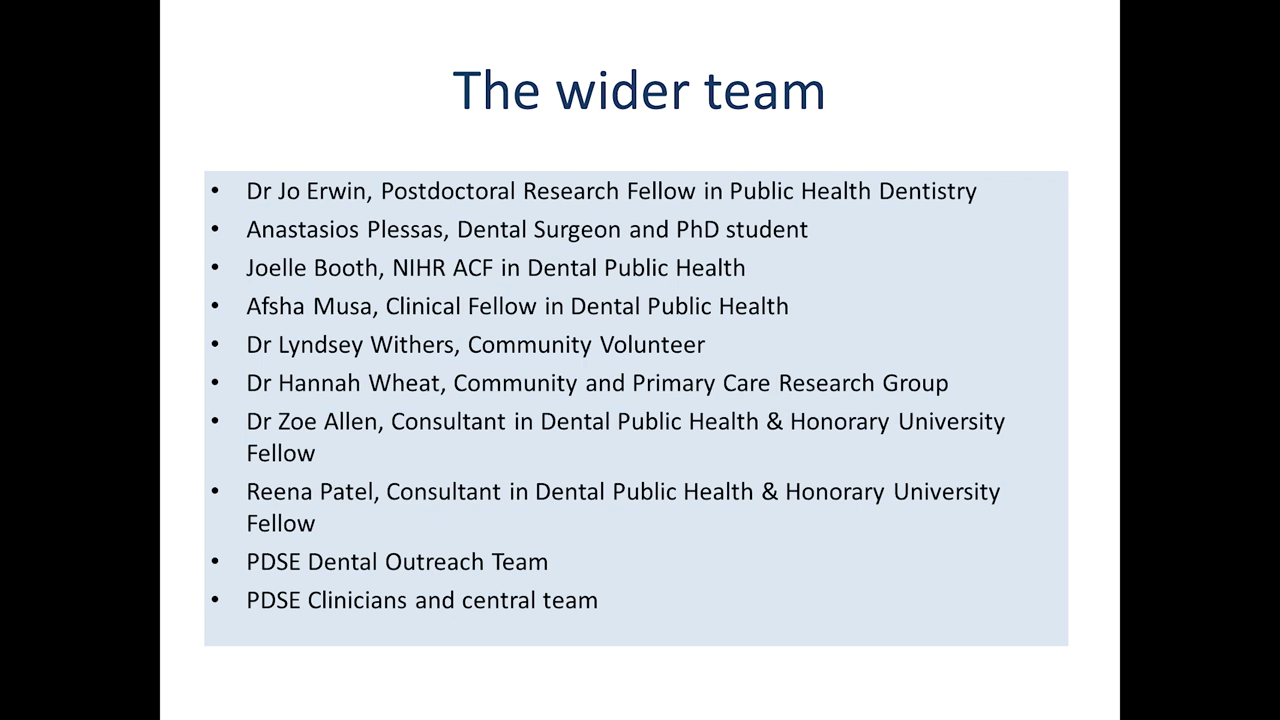 The wider team
• Dr Jo Erwin, Postdoctoral Research Fellow in Public Health Dentistry
• Anastasios Plessas, Dental Surgeon and PhD student
• Joelle Booth, NIHR ACF in Dental Public Health
• Afsha Musa, Clinical Fellow in Dental Public Health
• Dr Lyndsey Withers, Community Volunteer
• Dr Hannah Wheat, Community and Primary Care Research Group
• Dr Zoe Allen, Consultant in Dental Public Health & Honorary University
Fellow
• Reena Patel, Consultant in Dental Public Health & Honorary University
Fellow
• PDSE Dental Outreach Team
• PDSE Clinicians and central team